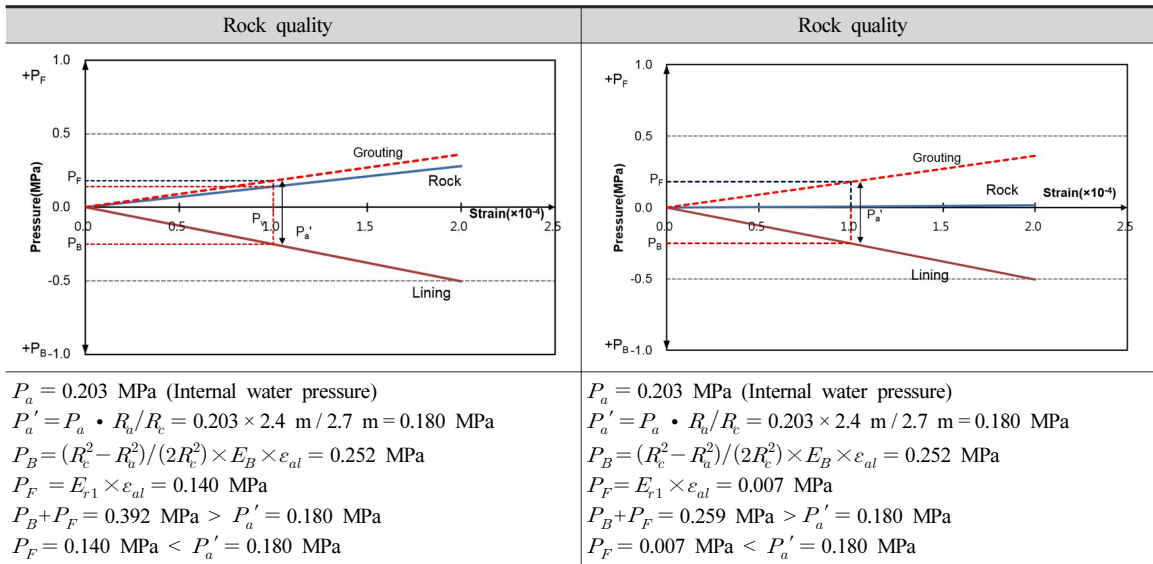 Rock quality
+P_F
1.0
0.5
Grouting
P_F
Rock
Pressure(MPa)
0.0
Strain(×10⁻⁴)
0.0
0.5
1.0
1.5
2.0
2.5
P_a'
P_B
-0.5
Lining
+P_B
-1.0
P_a = 0.203 MPa (Internal water pressure)
P_a' = P_a • R_a/R_c = 0.203 × 2.4 m / 2.7 m = 0.180 MPa
P_B = (R_c² − R_a²)/(2R_c²) × E_B × ε_al = 0.252 MPa
P_F = E_r1 × ε_al = 0.140 MPa
P_B+P_F = 0.392 MPa > P_a' = 0.180 MPa
P_F = 0.140 MPa < P_a' = 0.180 MPa
Rock quality
+P_F
1.0
0.5
Grouting
P_F
Rock
Pressure(MPa)
0.0
Strain(×10⁻⁴)
0.0
0.5
1.0
1.5
2.0
2.5
P_a'
P_B
-0.5
Lining
+P_B
-1.0
P_a = 0.203 MPa (Internal water pressure)
P_a' = P_a • R_a/R_c = 0.203 × 2.4 m / 2.7 m = 0.180 MPa
P_B = (R_c² − R_a²)/(2R_c²) × E_B × ε_al = 0.252 MPa
P_F = E_r1 × ε_al = 0.007 MPa
P_B+P_F = 0.259 MPa > P_a' = 0.180 MPa
P_F = 0.007 MPa < P_a' = 0.180 MPa